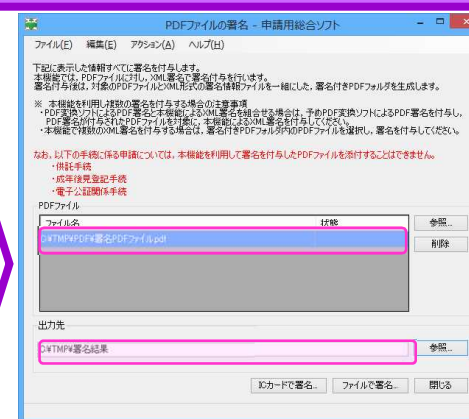 PDFファイルの署名 - 申請用総合ソフト
ファイル(F) 編集(E) アクション(A) ヘルプ(H)
下記に表示した情報すべてに署名を付与します。
本機能では、PDFファイルに対し、XML署名で署名付与を行います。
署名付与後は、対象のPDFファイルとXML形式の署名情報ファイルを一組にした、署名付きPDFフォルダを生成します。
※ 本機能を利用し複数の署名を付与する場合の注意事項
・PDF変換ソフトによるPDF署名と本機能によるXML署名を組合せる場合は、予めPDF変換ソフトによるPDF署名を付与し、
PDF署名が付与されたPDFファイルを対象に、本機能によるXML署名を付与してください。
・本機能で複数のXML署名を付与する場合は、署名付きPDFフォルダ内のPDFファイルを選択し、署名を付与してください。
なお、以下の手続に係る申請については、本機能を利用して署名を付与したPDFファイルを添付することはできません。
・供託手続
・成年後見登記手続
・電子公証関係手続
PDFファイル
ファイル名 状態 参照...
C:¥TMP¥PDF¥署名PDFファイル.pdf 削除
出力先
C:¥TMP¥署名結果 参照...
ICカードで署名... ファイルで署名... 閉じる